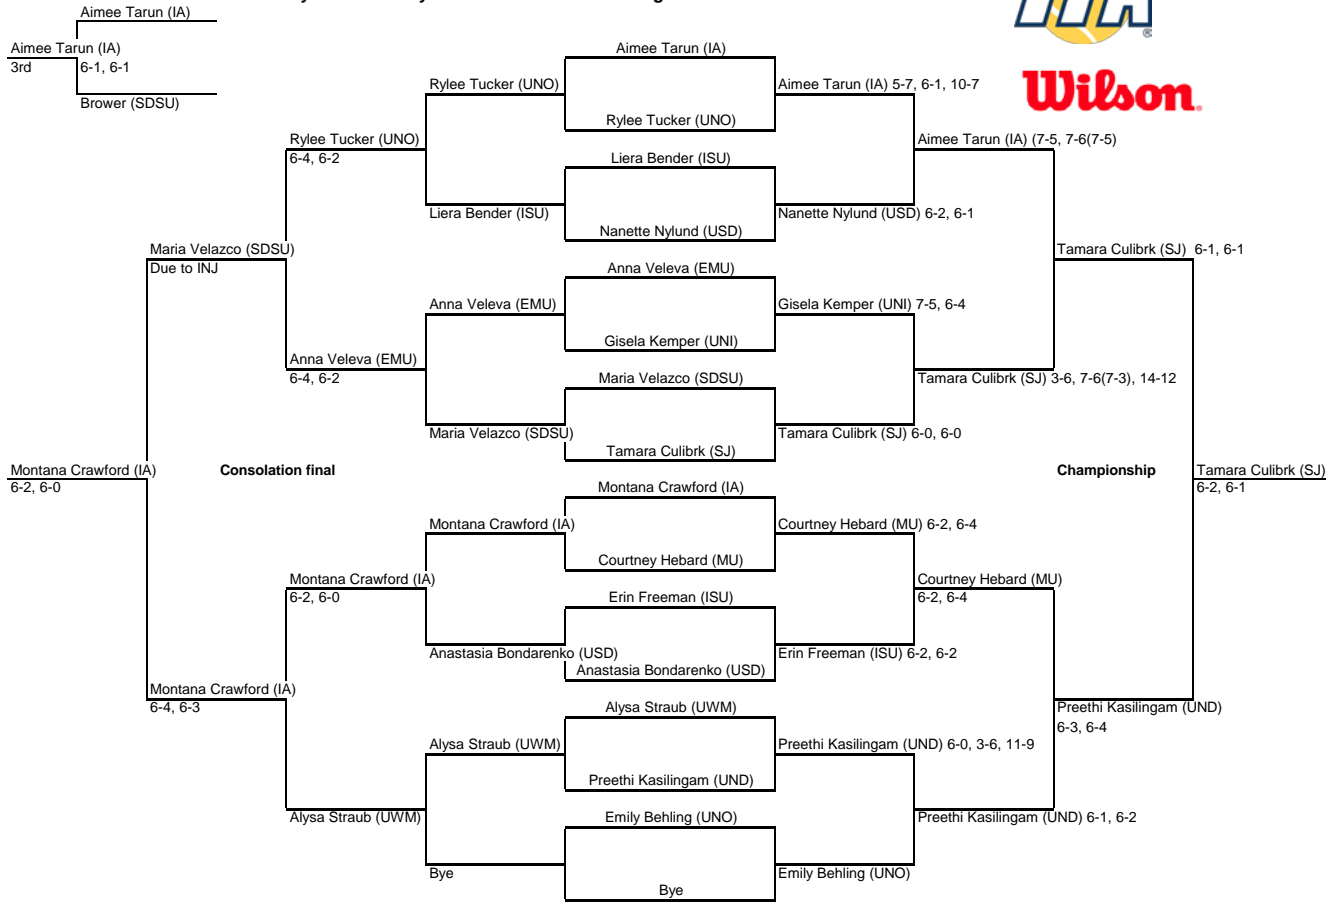 Aimee Tarun (IA)
Aimee Tarun (IA)
3rd
6-1, 6-1
Brower (SDSU)
Wilson
Aimee Tarun (IA)
Rylee Tucker (UNO)
Aimee Tarun (IA) 5-7, 6-1, 10-7
Rylee Tucker (UNO)
Rylee Tucker (UNO)
6-4, 6-2
Aimee Tarun (IA) (7-5, 7-6(7-5)
Liera Bender (ISU)
Liera Bender (ISU)
Nanette Nylund (USD) 6-2, 6-1
Nanette Nylund (USD)
Maria Velazco (SDSU)
Due to INJ
Tamara Culibrk (SJ) 6-1, 6-1
Anna Veleva (EMU)
Anna Veleva (EMU)
Gisela Kemper (UNI) 7-5, 6-4
Gisela Kemper (UNI)
Anna Veleva (EMU)
6-4, 6-2
Maria Velazco (SDSU)
Tamara Culibrk (SJ) 3-6, 7-6(7-3), 14-12
Maria Velazco (SDSU)
Tamara Culibrk (SJ) 6-0, 6-0
Tamara Culibrk (SJ)
Montana Crawford (IA)
6-2, 6-0
Consolation final
Championship
Tamara Culibrk (SJ)
6-2, 6-1
Montana Crawford (IA)
Montana Crawford (IA)
Courtney Hebard (MU) 6-2, 6-4
Courtney Hebard (MU)
Montana Crawford (IA)
6-2, 6-0
Courtney Hebard (MU)
6-2, 6-4
Erin Freeman (ISU)
Anastasia Bondarenko (USD)
Erin Freeman (ISU) 6-2, 6-2
Anastasia Bondarenko (USD)
Montana Crawford (IA)
6-4, 6-3
Preethi Kasilingam (UND)
6-3, 6-4
Alysa Straub (UWM)
Alysa Straub (UWM)
Preethi Kasilingam (UND) 6-0, 3-6, 11-9
Preethi Kasilingam (UND)
Alysa Straub (UWM)
Emily Behling (UNO)
Preethi Kasilingam (UND) 6-1, 6-2
Bye
Emily Behling (UNO)
Bye